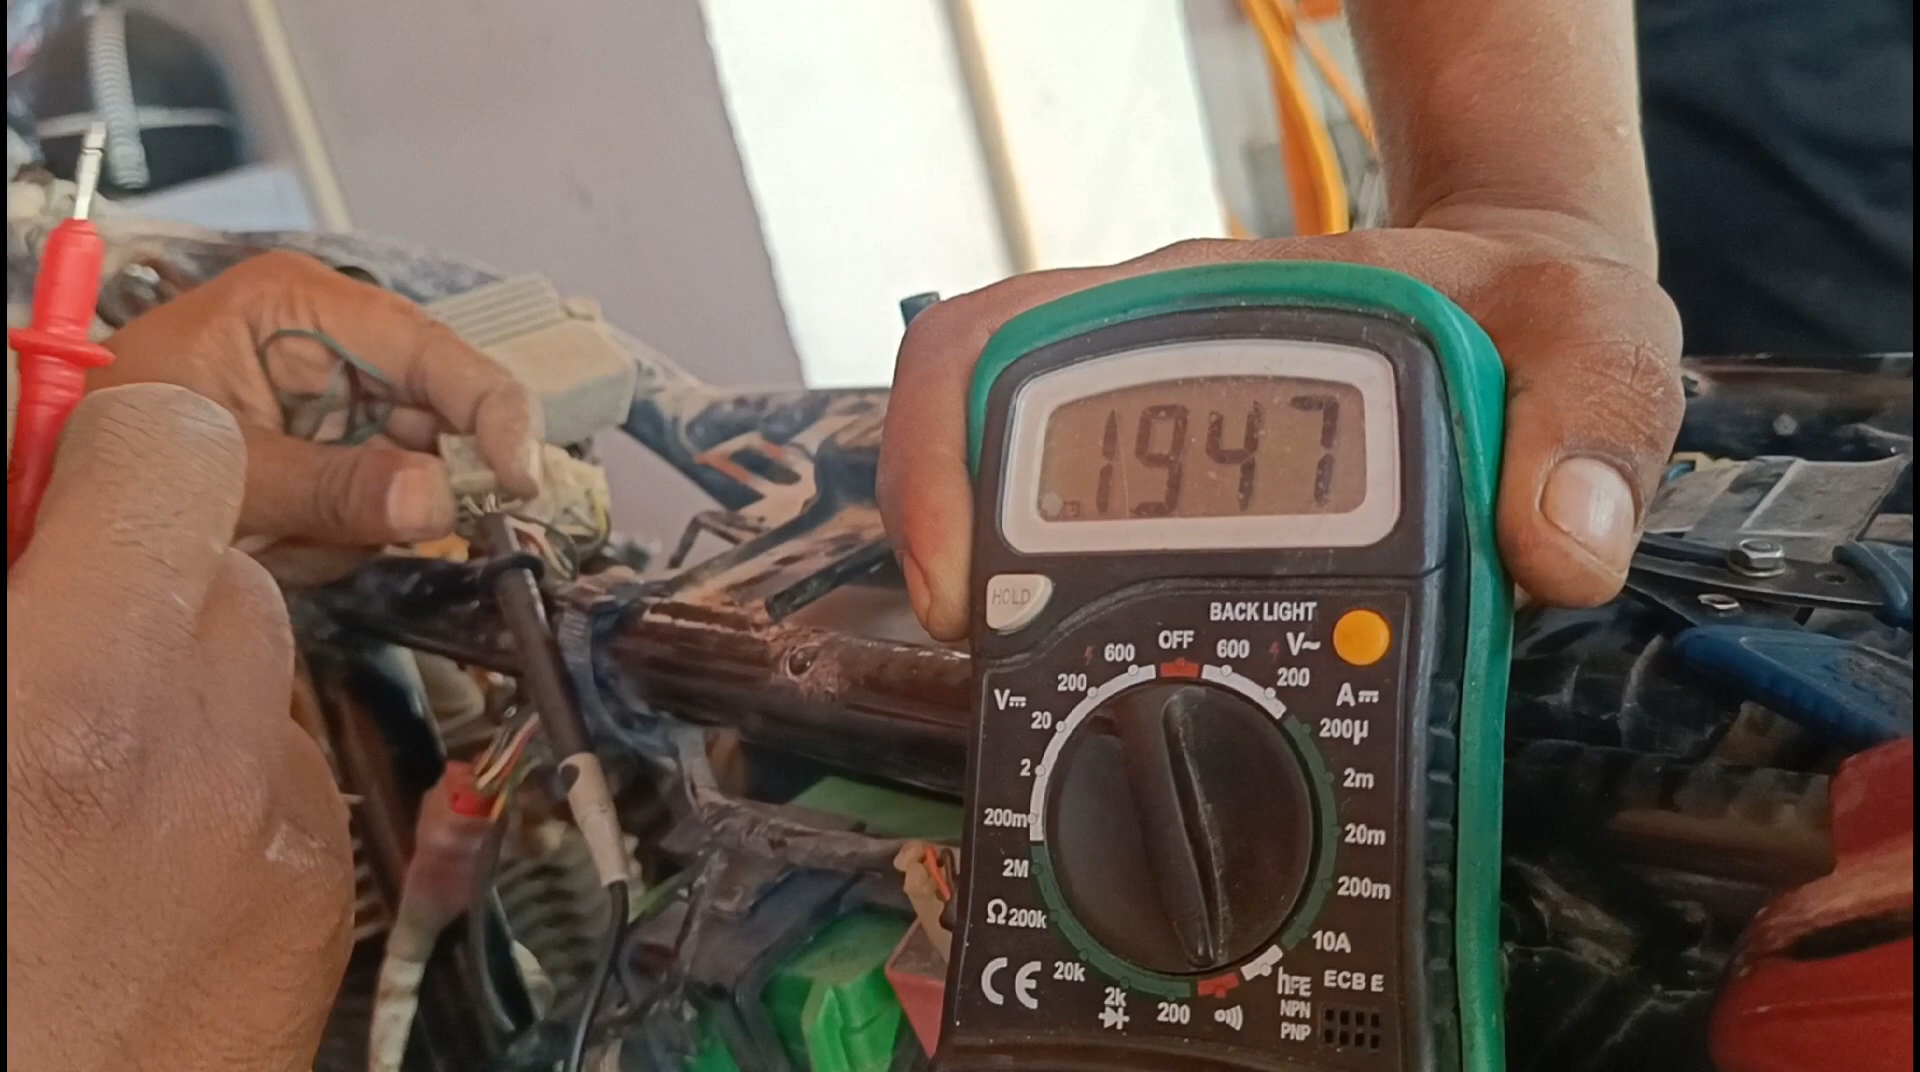 1947
HOLD
BACK LIGHT
OFF
600
600
V~
200
200
V⎓
A⎓
20
200µ
2
2m
200m
20m
2M
200m
Ω 200k
10A
CE
20k
hFE
ECB E
2k
200
NPN
PNP